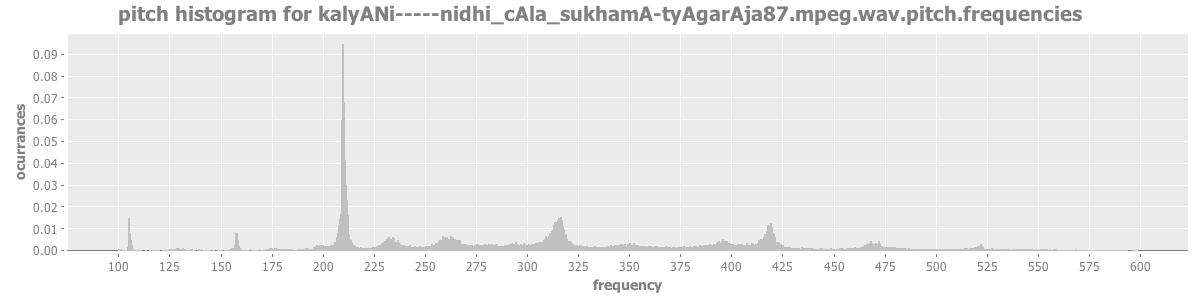 pitch histogram for kalyANi-----nidhi_cAla_sukhamA-tyAgarAja87.mpeg.wav.pitch.frequencies
ocurrances
0.09
0.08
0.07
0.06
0.05
0.04
0.03
0.02
0.01
0.00
100 125 150 175 200 225 250 275 300 325 350 375 400 425 450 475 500 525 550 575 600
frequency